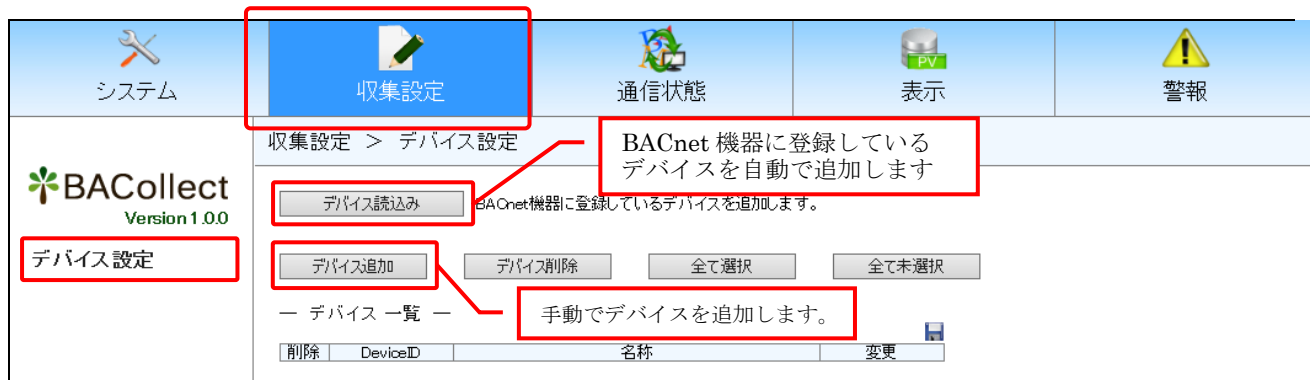 システム
収集設定
通信状態
PV
表示
警報
収集設定 ＞ デバイス設定
BACnet 機器に登録している
デバイスを自動で追加します
BACollect
Version 1.0.0
デバイス設定
デバイス読込み
BACnet機器に登録しているデバイスを追加します。
デバイス追加
デバイス削除
全て選択
全て未選択
手動でデバイスを追加します。
― デバイス 一覧 ―
削除 DeviceID 名称 変更